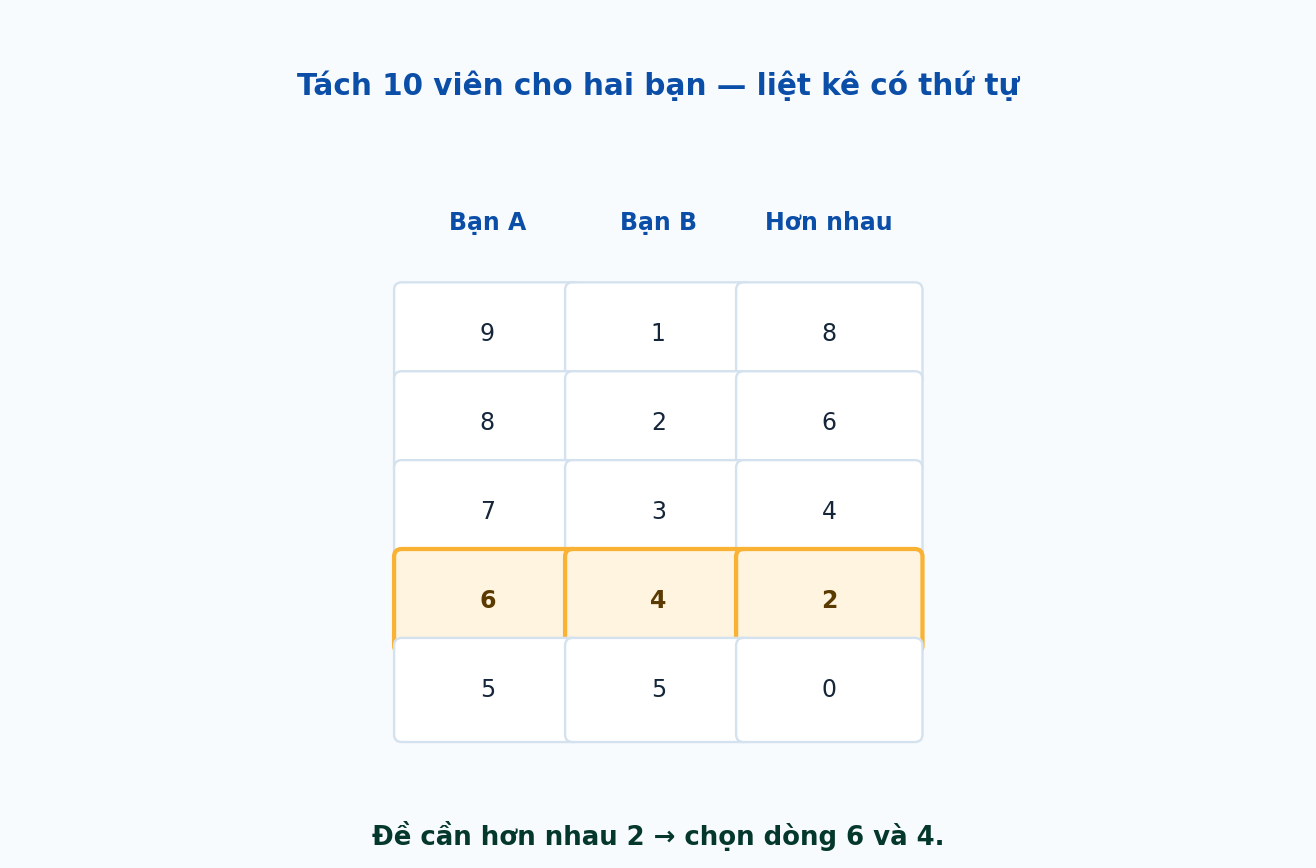 Tách 10 viên cho hai bạn — liệt kê có thứ tự
Bạn A Bạn B Hơn nhau
9 1 8
8 2 6
7 3 4
6 4 2
5 5 0
Đề cần hơn nhau 2 → chọn dòng 6 và 4.